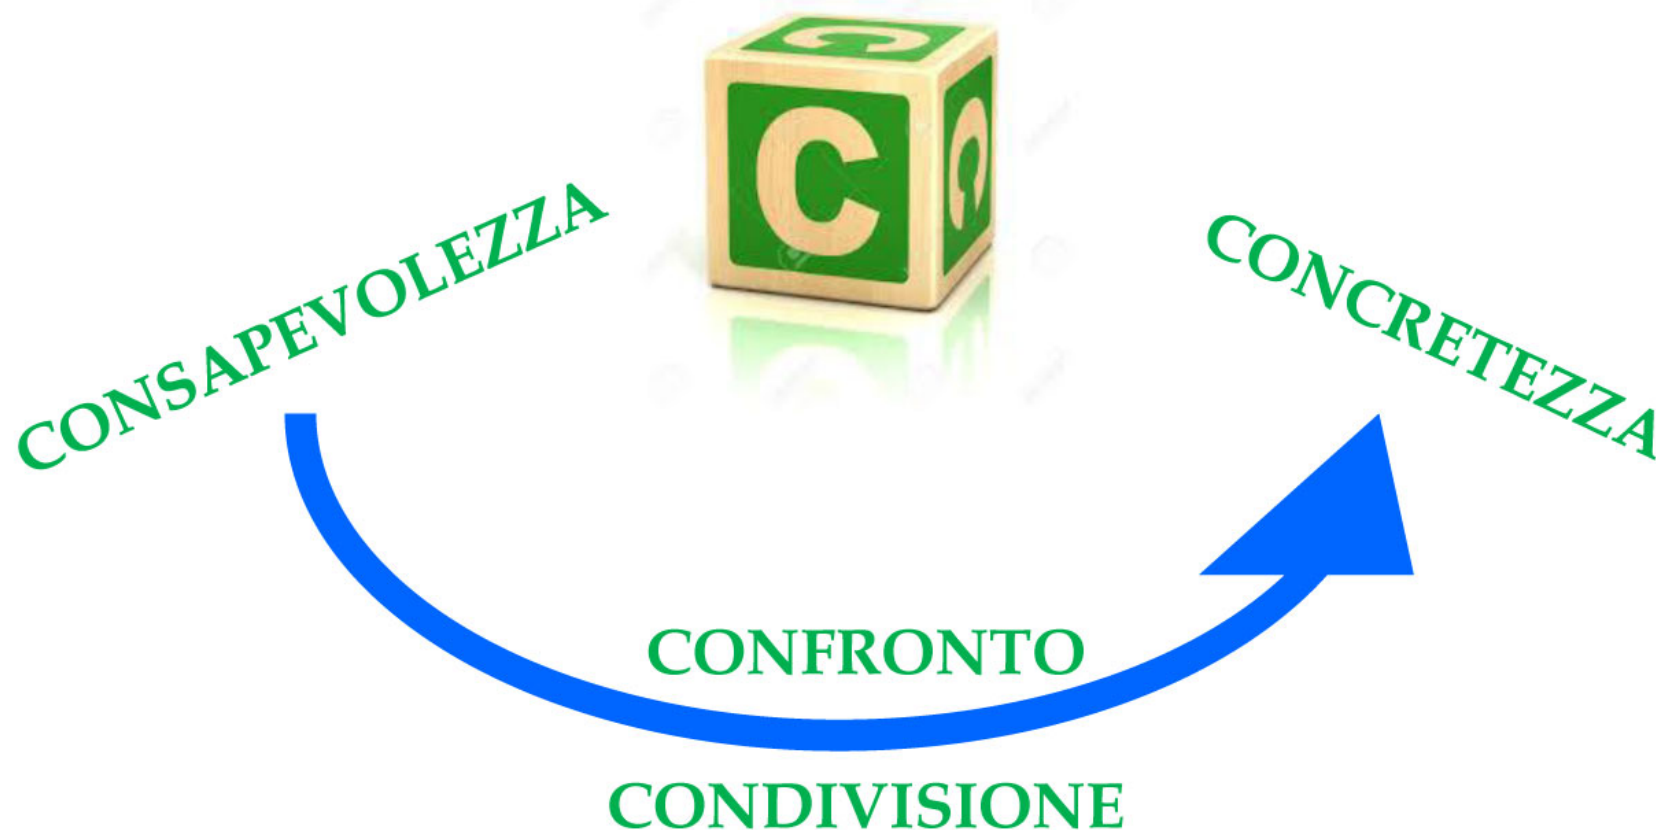 C
C
C
CONSAPEVOLEZZA
CONCRETEZZA
CONFRONTO
CONDIVISIONE